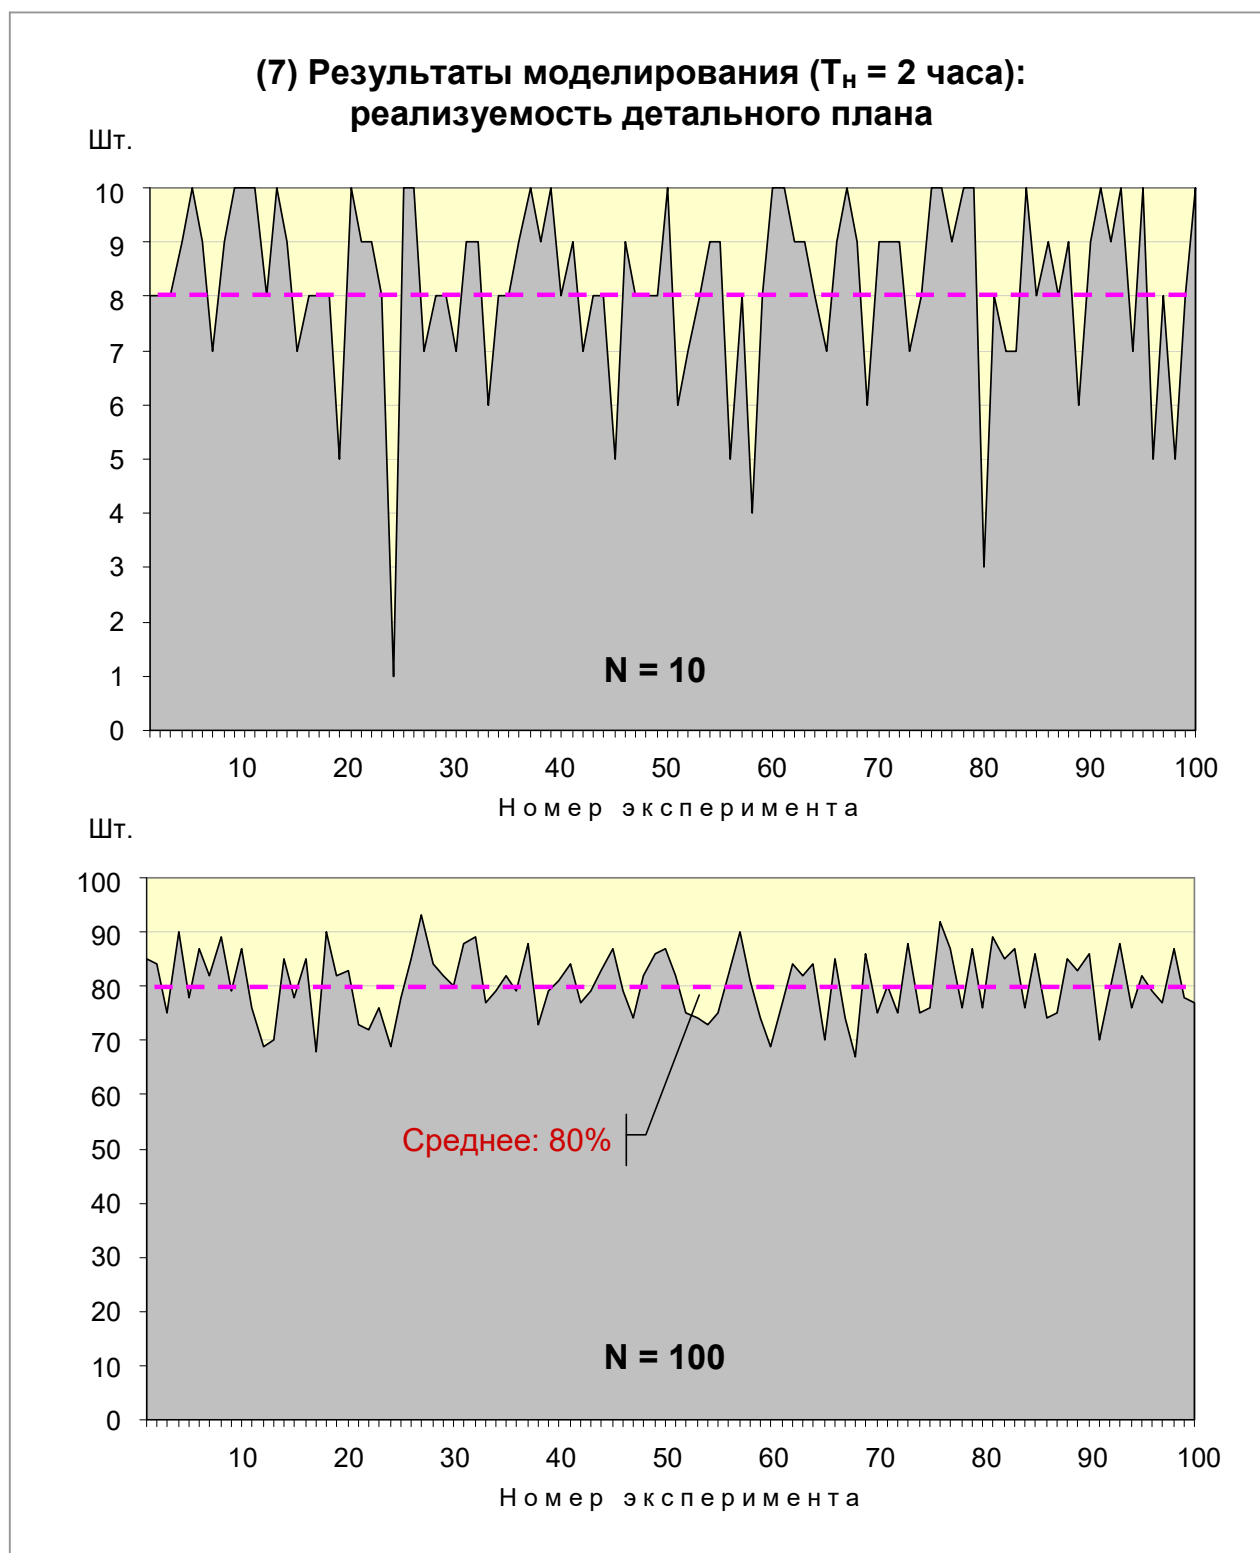 (7) Результаты моделирования (Tн = 2 часа):
реализуемость детального плана
Шт.
10
9
8
7
6
5
4
3
2
1
0
N = 10
10 20 30 40 50 60 70 80 90 100
Номер эксперимента
Шт.
100
90
80
70
60
50
40
30
20
10
0
Среднее: 80%
N = 100
10 20 30 40 50 60 70 80 90 100
Номер эксперимента